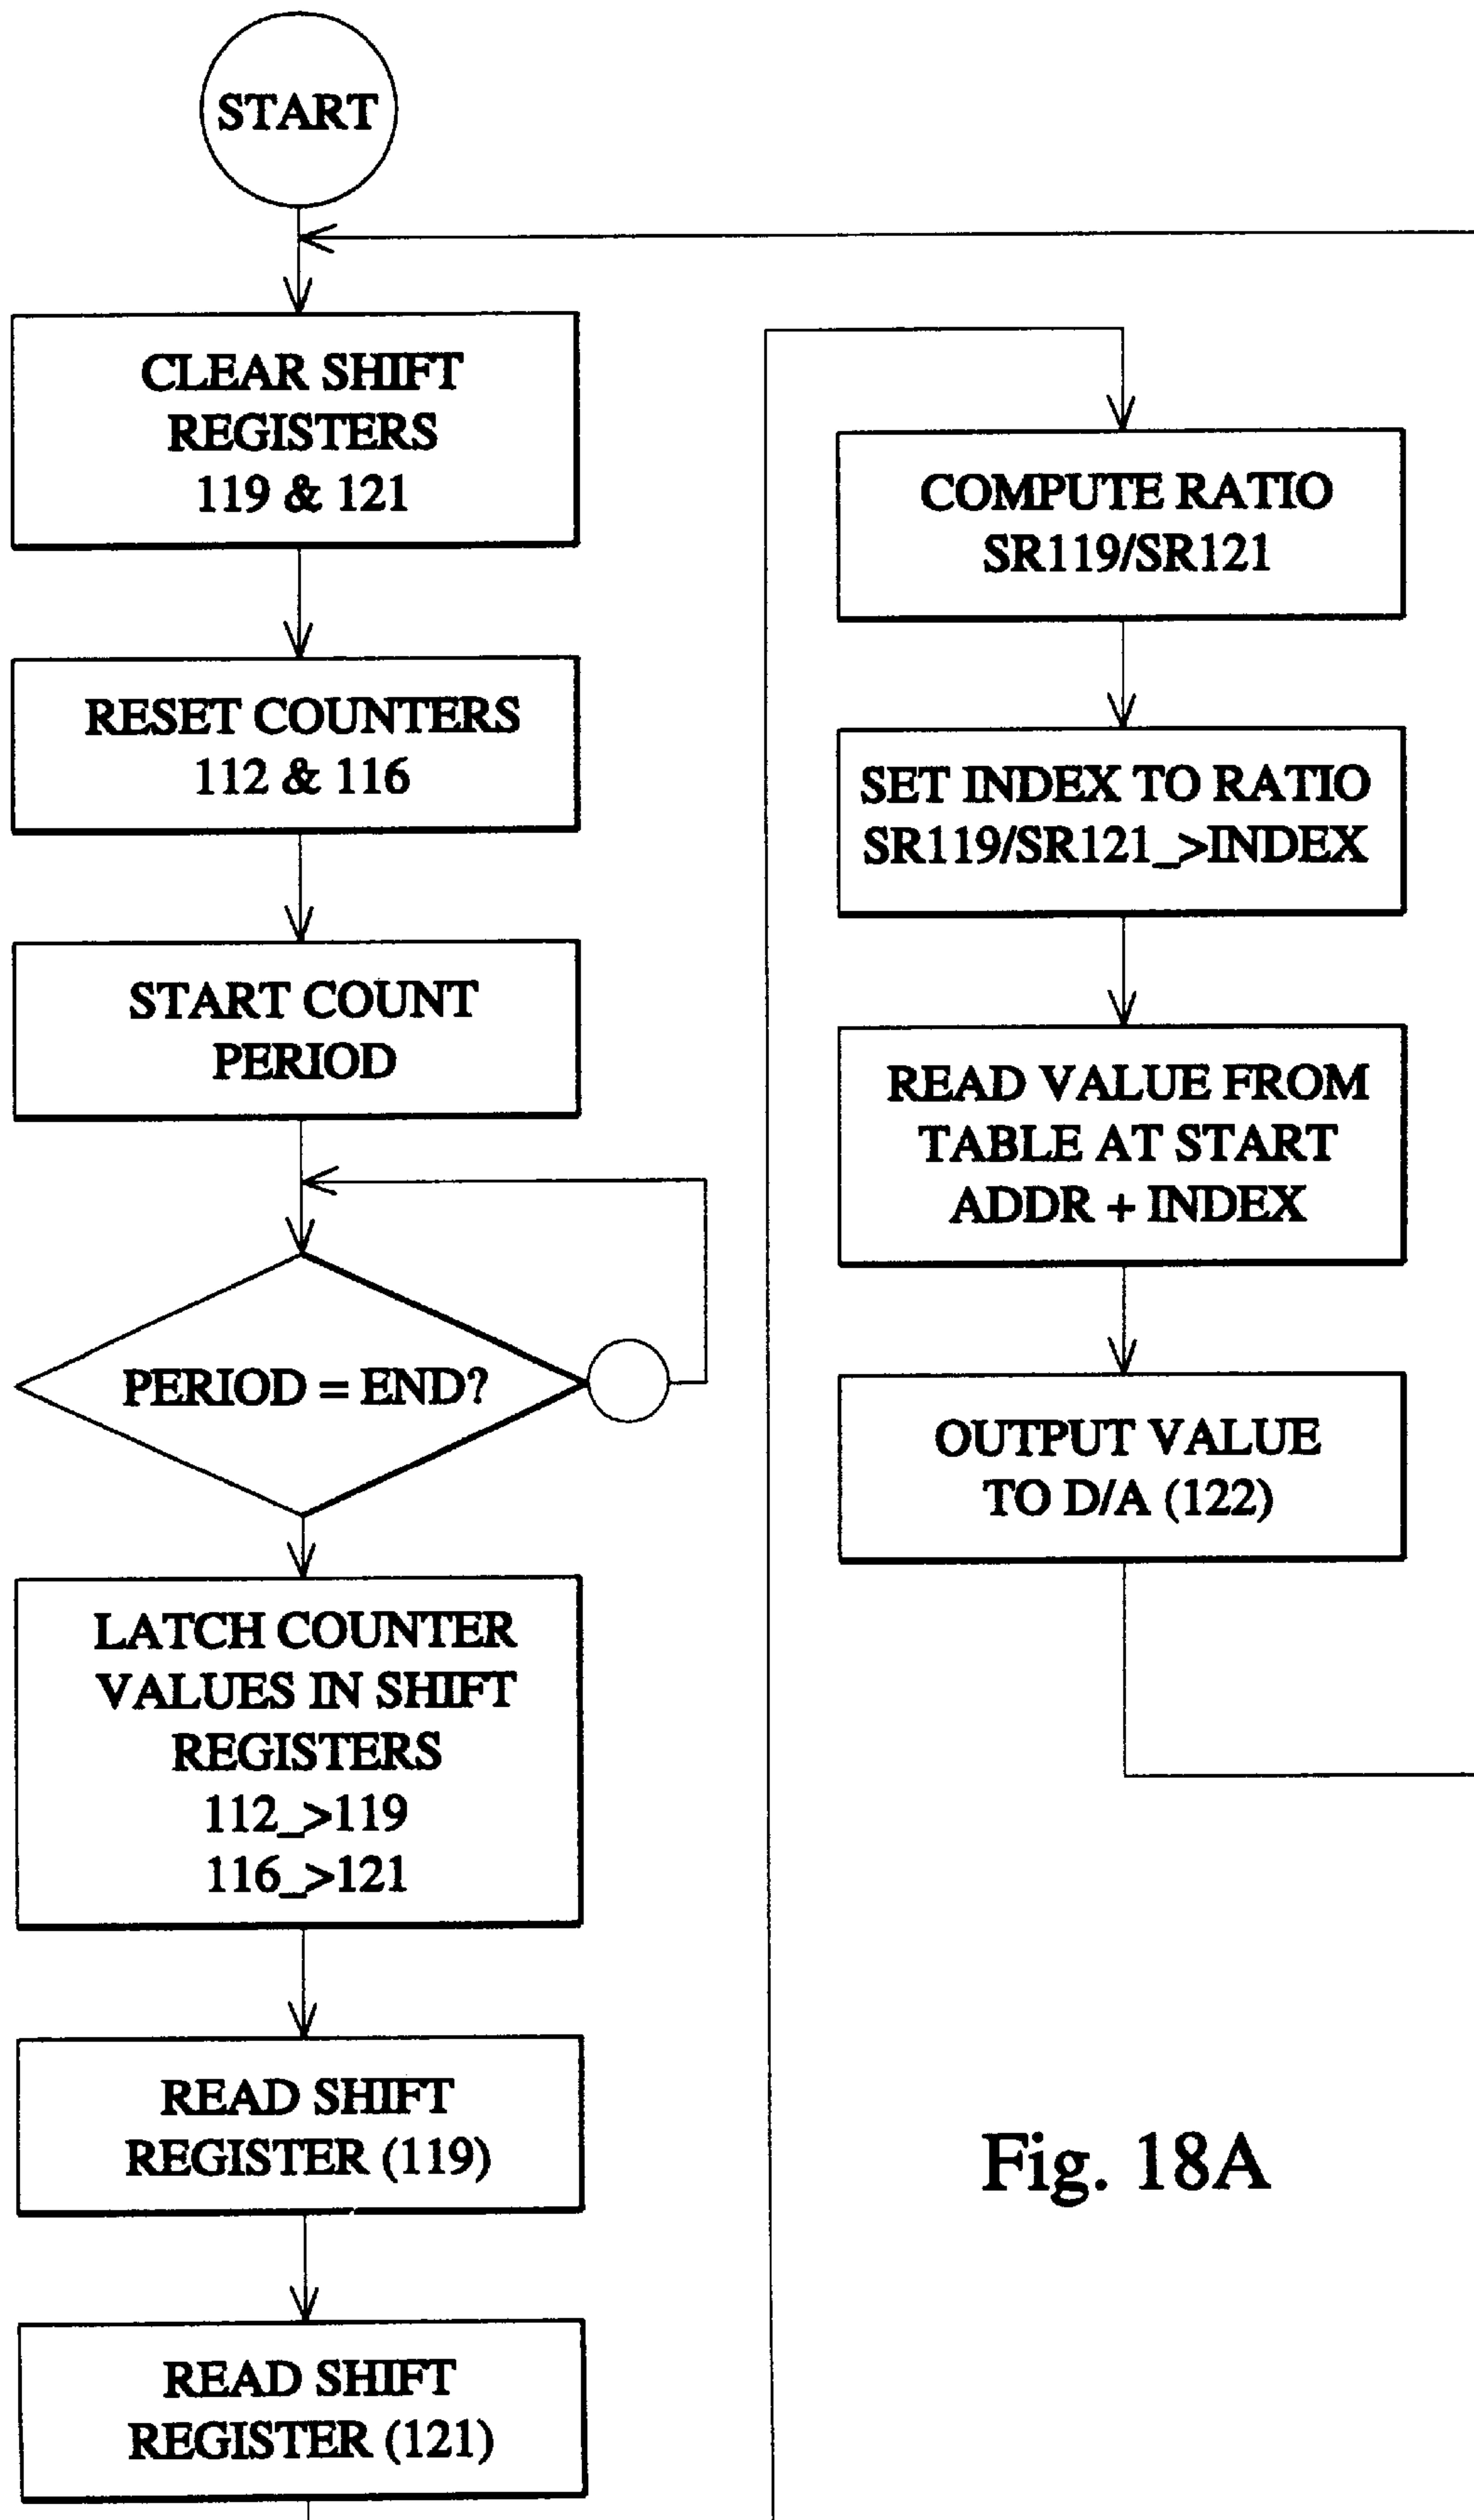 START
CLEAR SHIFT
REGISTERS
119 & 121
RESET COUNTERS
112 & 116
START COUNT
PERIOD
PERIOD = END?
LATCH COUNTER
VALUES IN SHIFT
REGISTERS
112_>119
116_>121
READ SHIFT
REGISTER (119)
READ SHIFT
REGISTER (121)
COMPUTE RATIO
SR119/SR121
SET INDEX TO RATIO
SR119/SR121_>INDEX
READ VALUE FROM
TABLE AT START
ADDR + INDEX
OUTPUT VALUE
TO D/A (122)
Fig. 18A